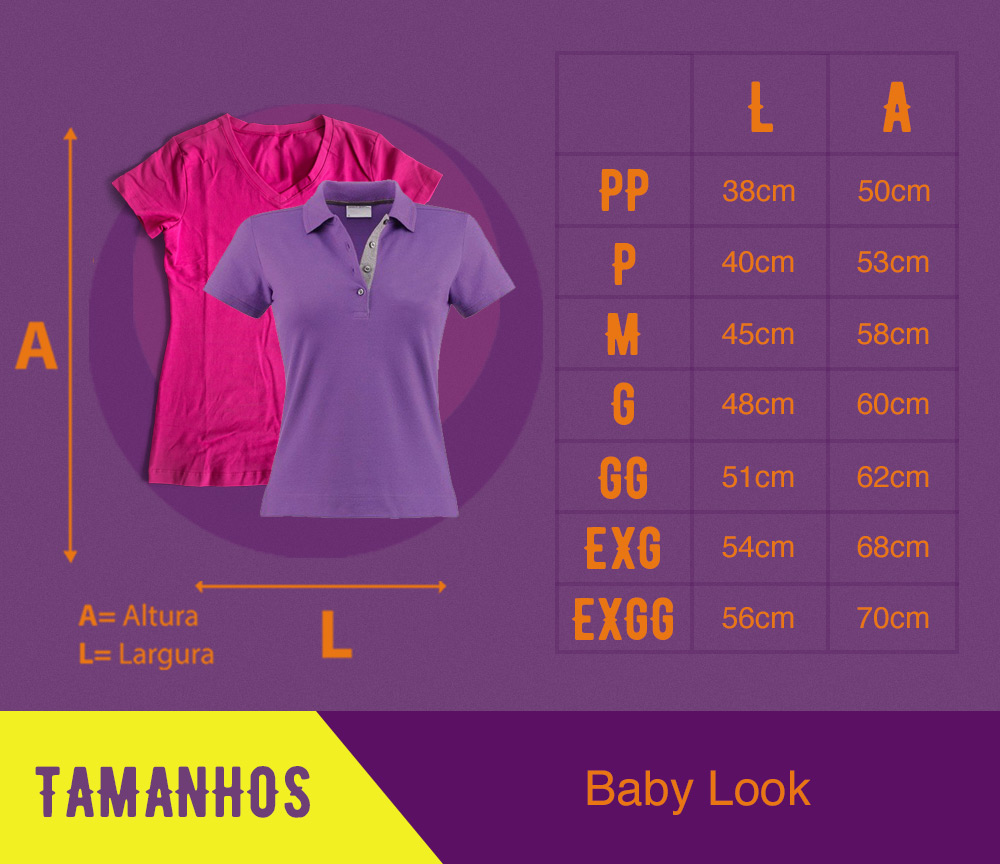 L A
PP 38cm 50cm
P 40cm 53cm
M 45cm 58cm
G 48cm 60cm
GG 51cm 62cm
EXG 54cm 68cm
EXGG 56cm 70cm
A
L
A= Altura
L= Largura
TAMANHOS
Baby Look